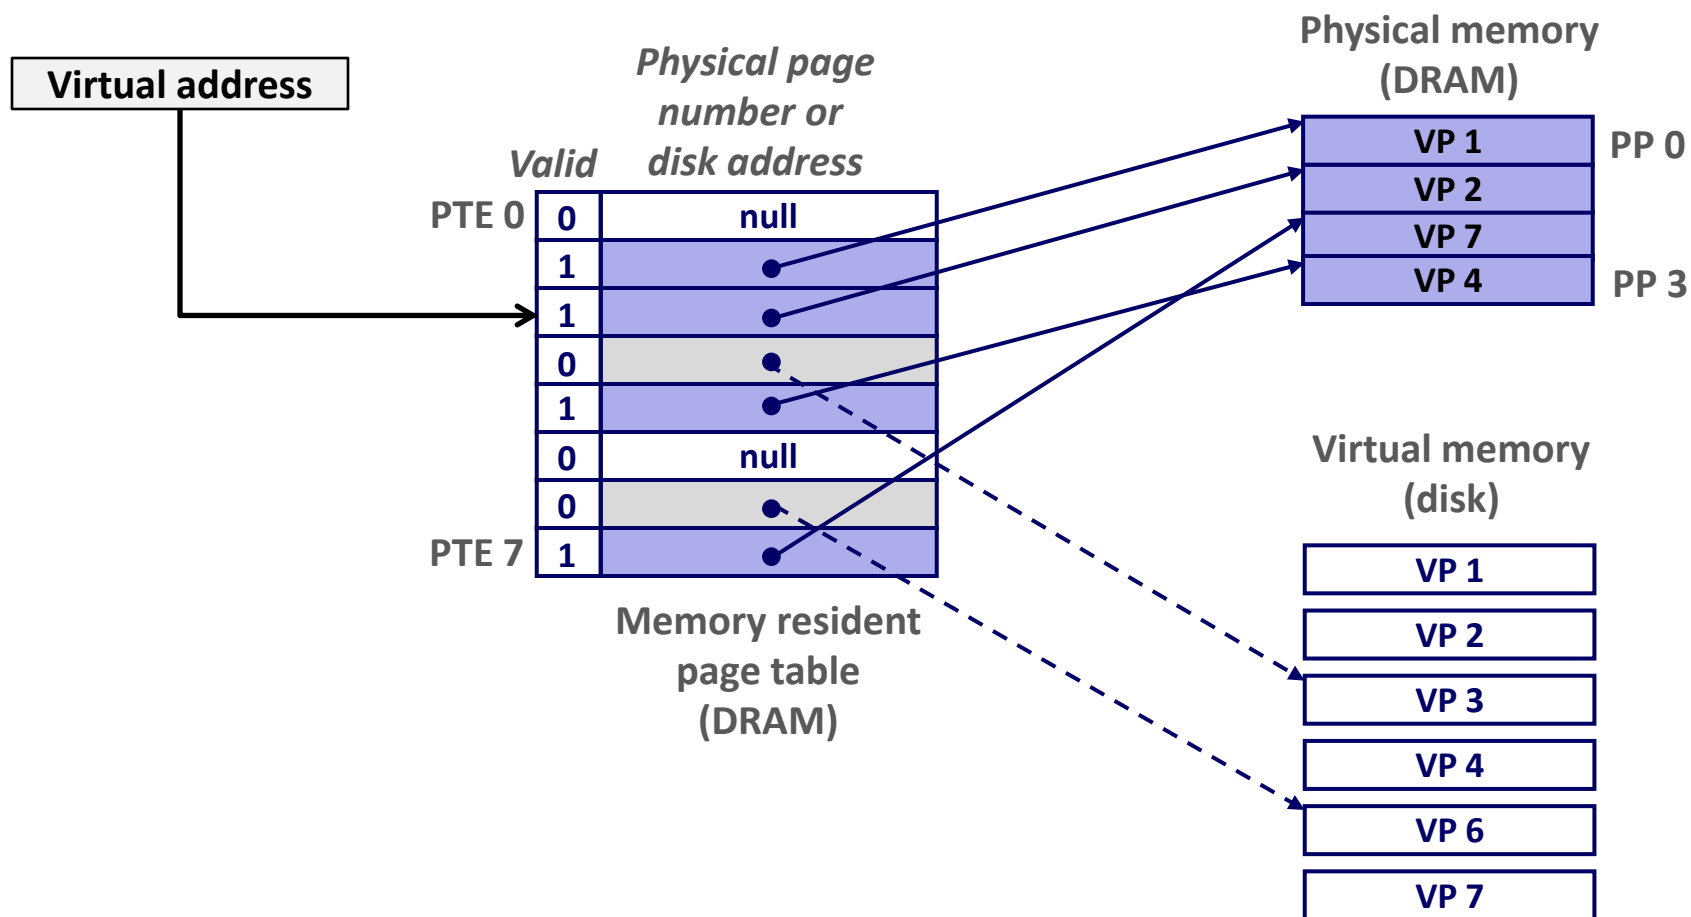 Virtual address
Physical page
number or
disk address
Valid
PTE 0
0
null
1
1
0
1
0
null
0
PTE 7
1
Memory resident
page table
(DRAM)
Physical memory
(DRAM)
VP 1
PP 0
VP 2
VP 7
VP 4
PP 3
Virtual memory
(disk)
VP 1
VP 2
VP 3
VP 4
VP 6
VP 7